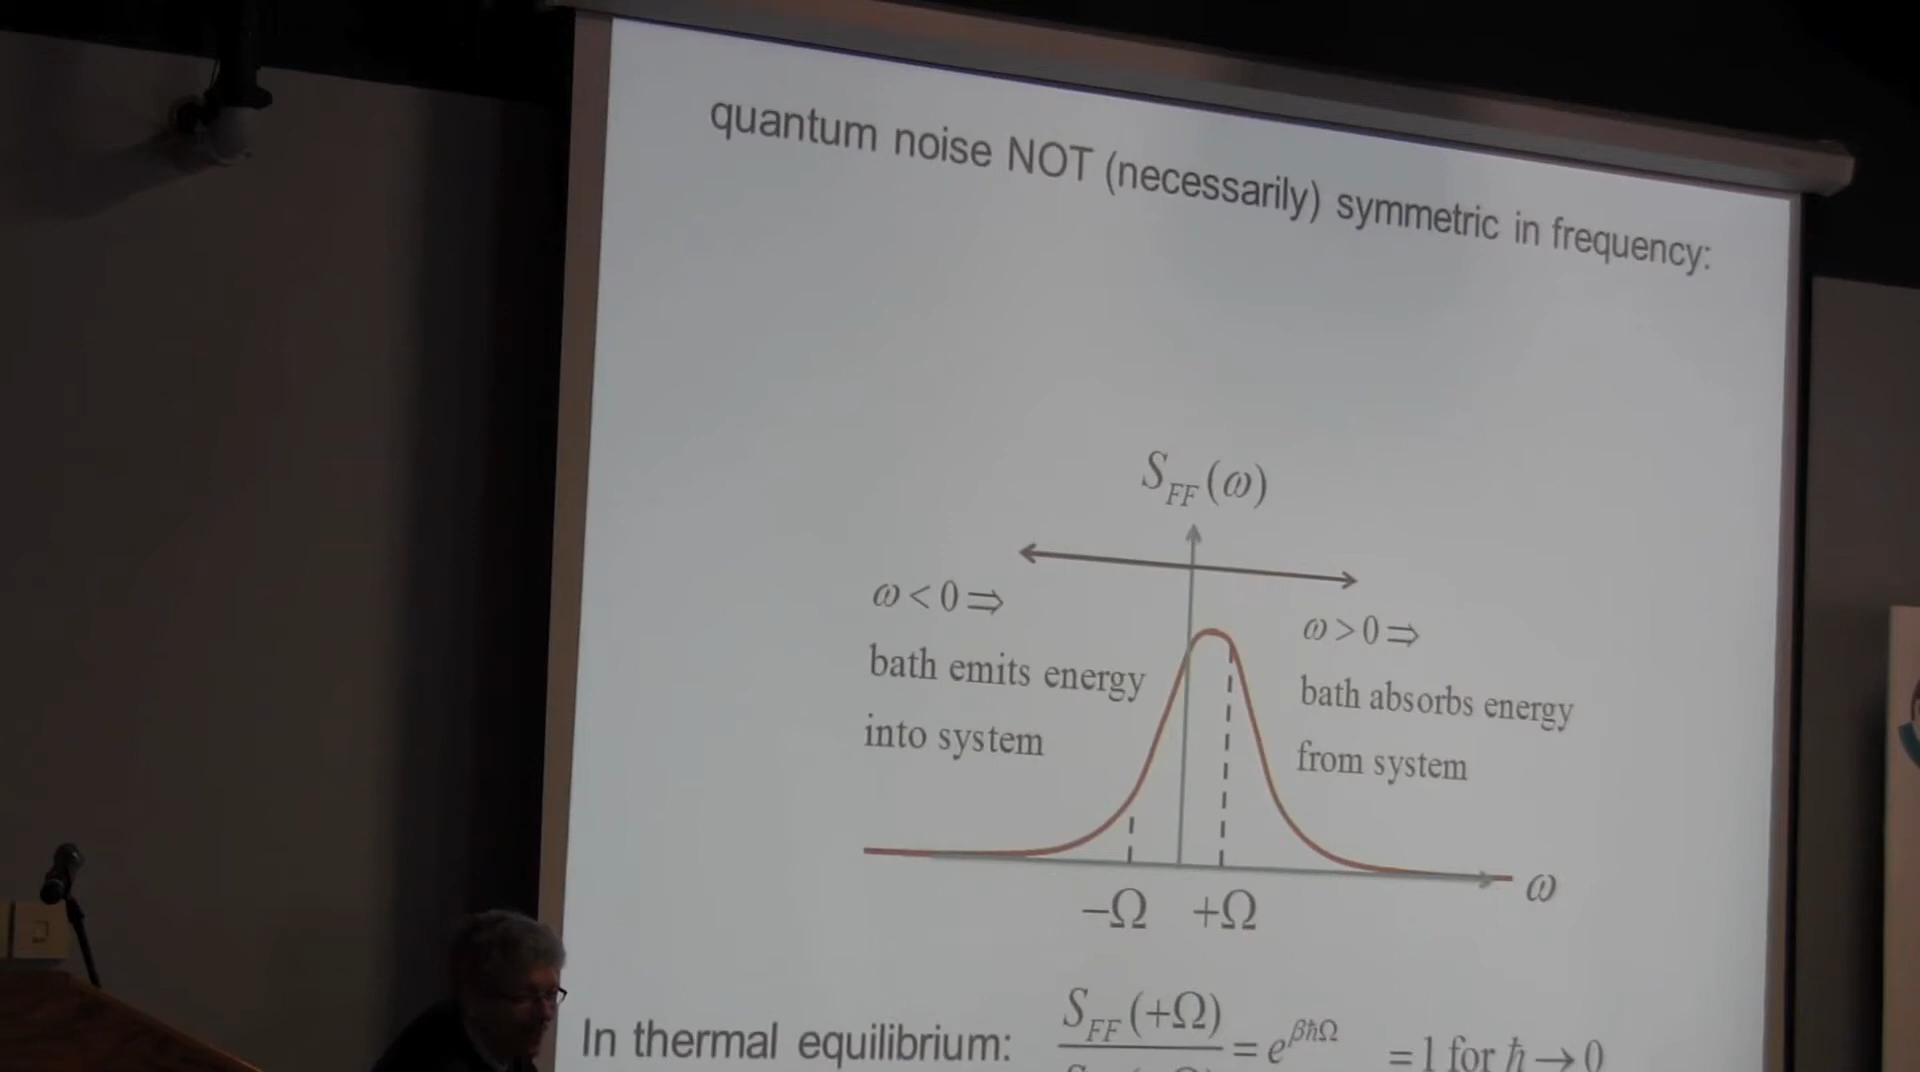 quantum noise NOT (necessarily) symmetric in frequency:
S_FF(ω)
ω < 0 ⇒
bath emits energy
into system
ω > 0 ⇒
bath absorbs energy
from system
ω
−Ω +Ω
In thermal equilibrium: S_FF(+Ω) = e^{βħΩ} = 1 for ħ → 0